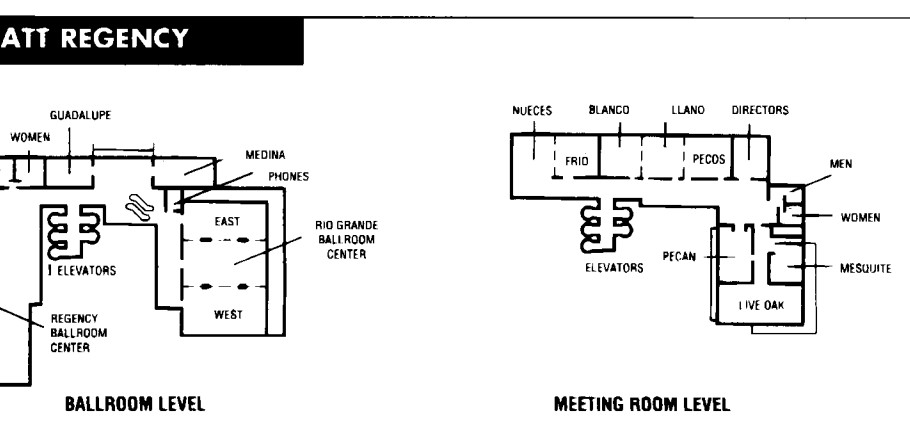 ATT REGENCY
GUADALUPE
WOMEN
MEDINA
PHONES
EAST
RIO GRANDE
BALLROOM
CENTER
ELEVATORS
WEST
REGENCY
BALLROOM
CENTER
BALLROOM LEVEL
NUECES
BLANCO
LLANO
DIRECTORS
FRIO
PECOS
MEN
WOMEN
PECAN
ELEVATORS
MESQUITE
LIVE OAK
MEETING ROOM LEVEL